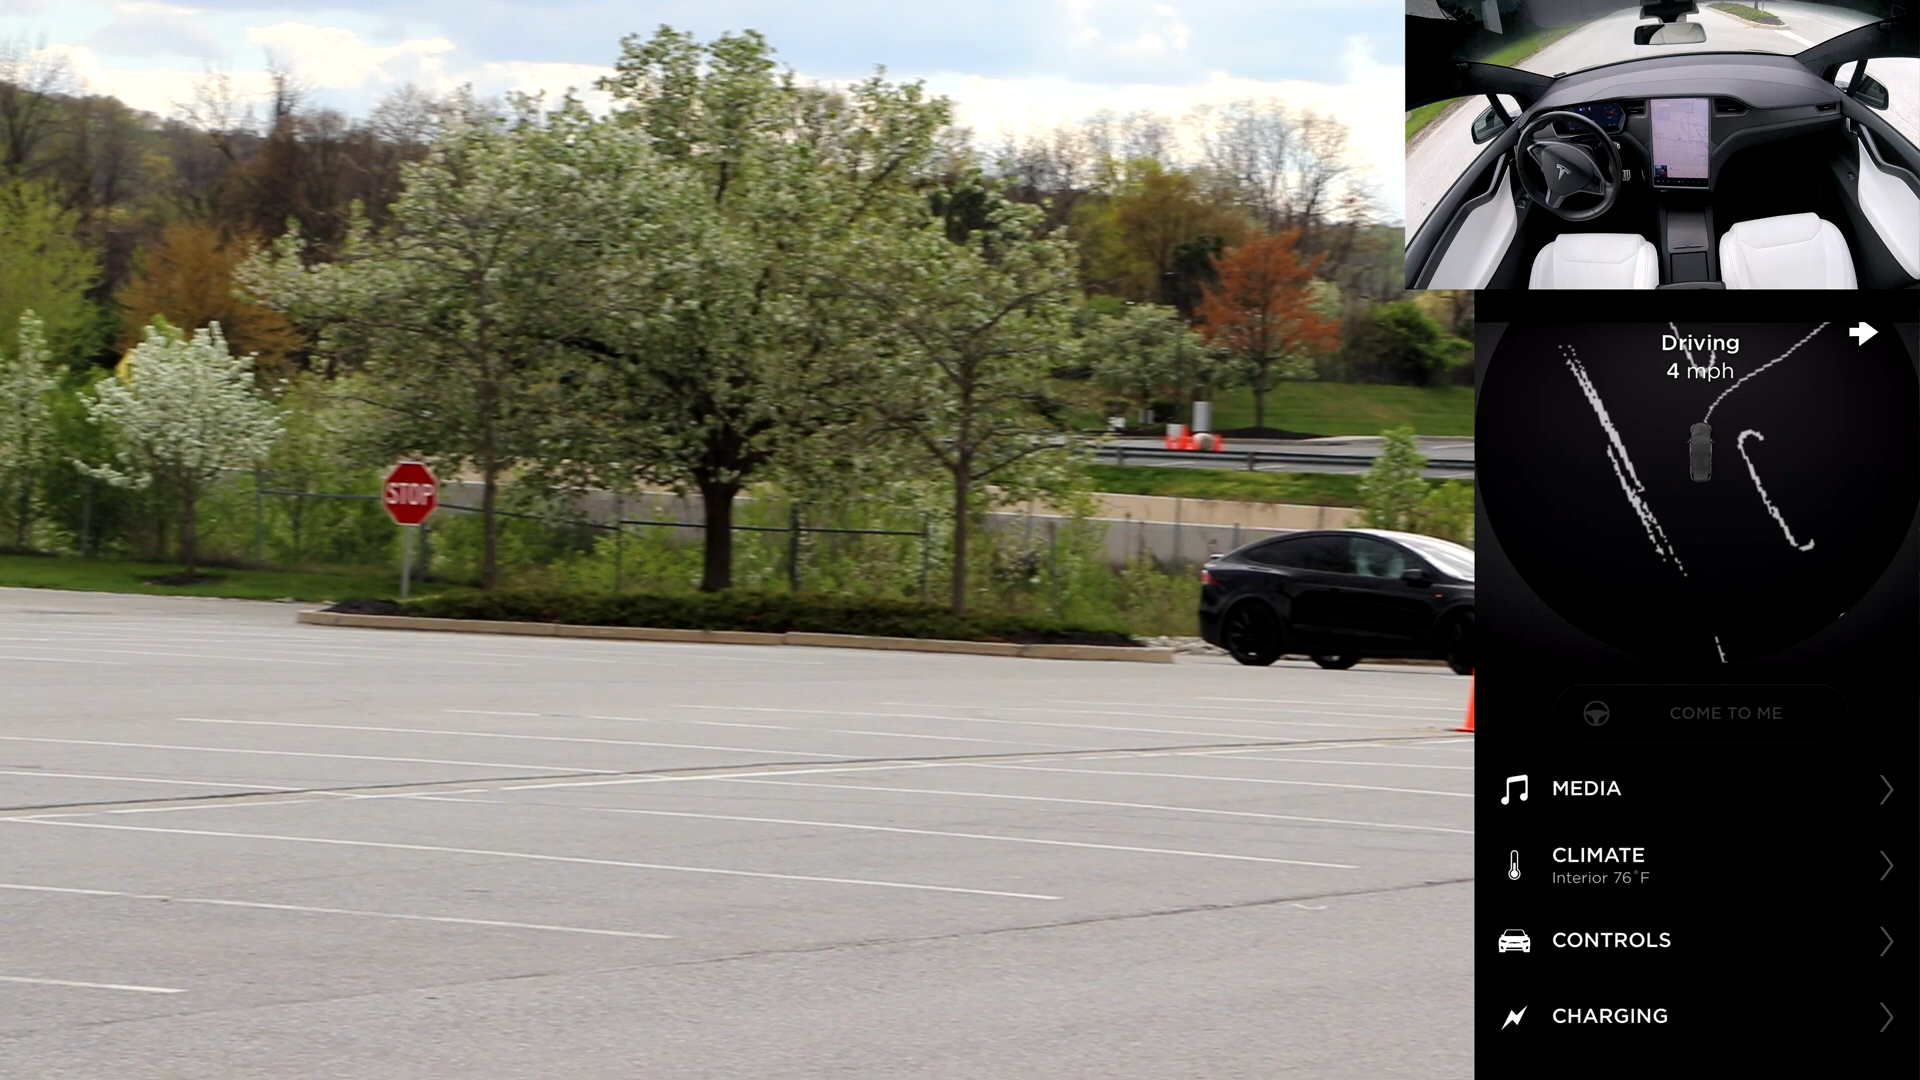 STOP
Driving
4 mph
COME TO ME
MEDIA
CLIMATE
Interior 76°F
CONTROLS
CHARGING